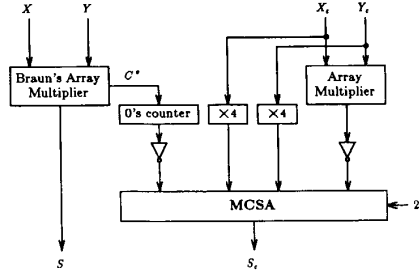 X Y X_c Y_c
Braun's Array
Multiplier
C*
Array
Multiplier
0's counter
×4
×4
MCSA
2
S
S_c